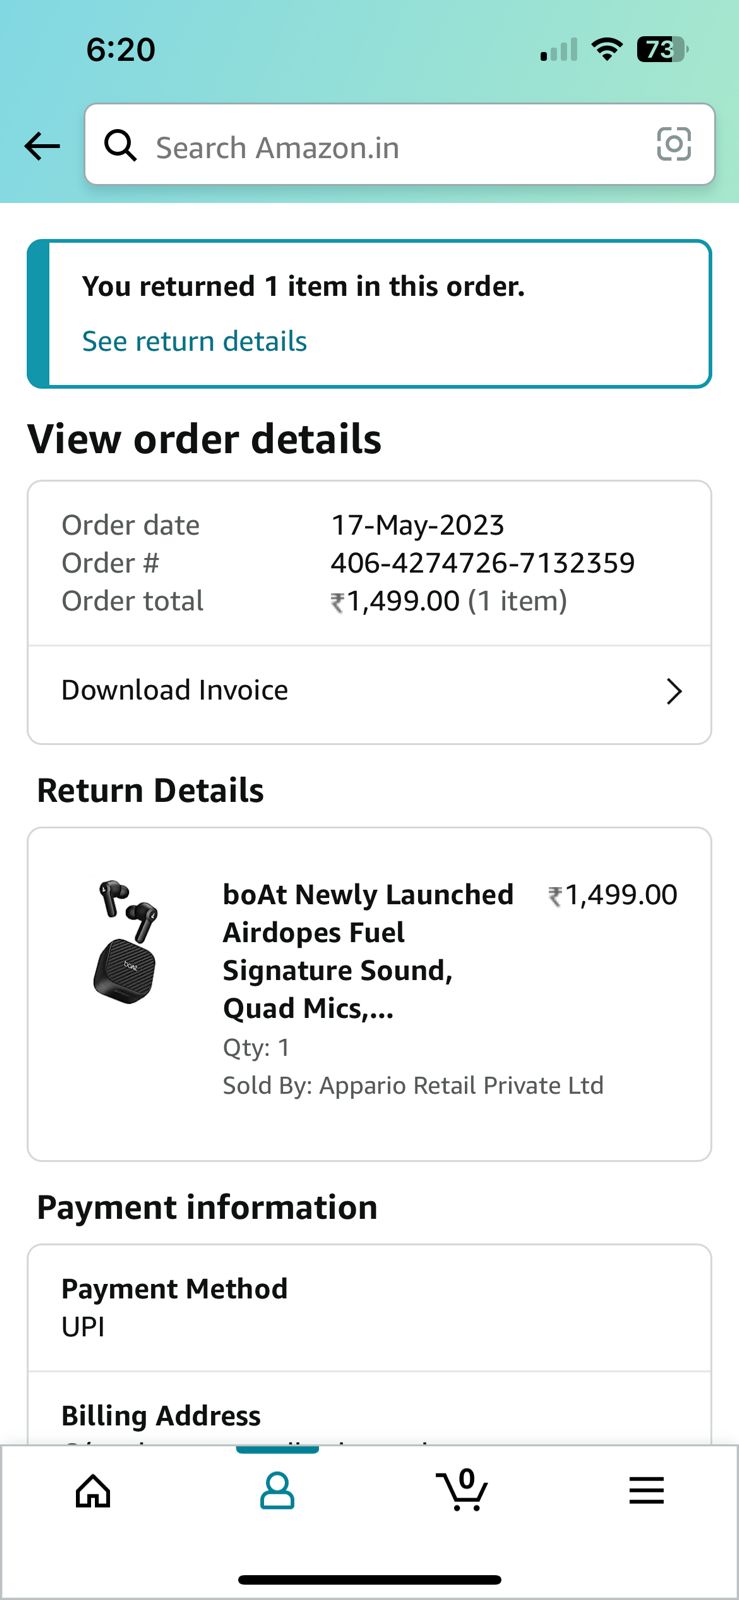 6:20
73
Search Amazon.in
You returned 1 item in this order.
See return details
View order details
Order date 17-May-2023
Order # 406-4274726-7132359
Order total ₹1,499.00 (1 item)
Download Invoice
Return Details
boAt Newly Launched ₹1,499.00
Airdopes Fuel
Signature Sound,
Quad Mics,...
Qty: 1
Sold By: Appario Retail Private Ltd
boAt
Payment information
Payment Method
UPI
Billing Address
0